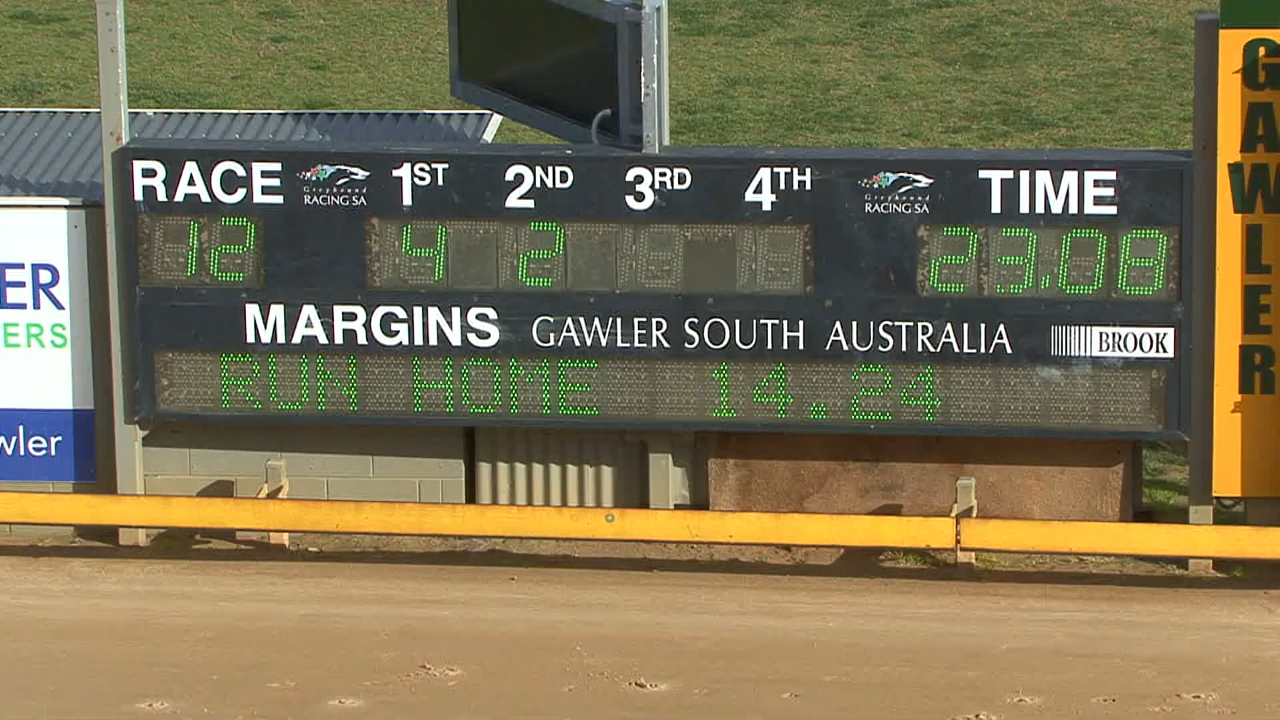 RACE Greyhound RACING SA 1ST 2ND 3RD 4TH Greyhound RACING SA TIME
12 4 2 23.08
MARGINS GAWLER SOUTH AUSTRALIA BROOK
RUN HOME 14.24
ER
ERS
wler
GAWLER